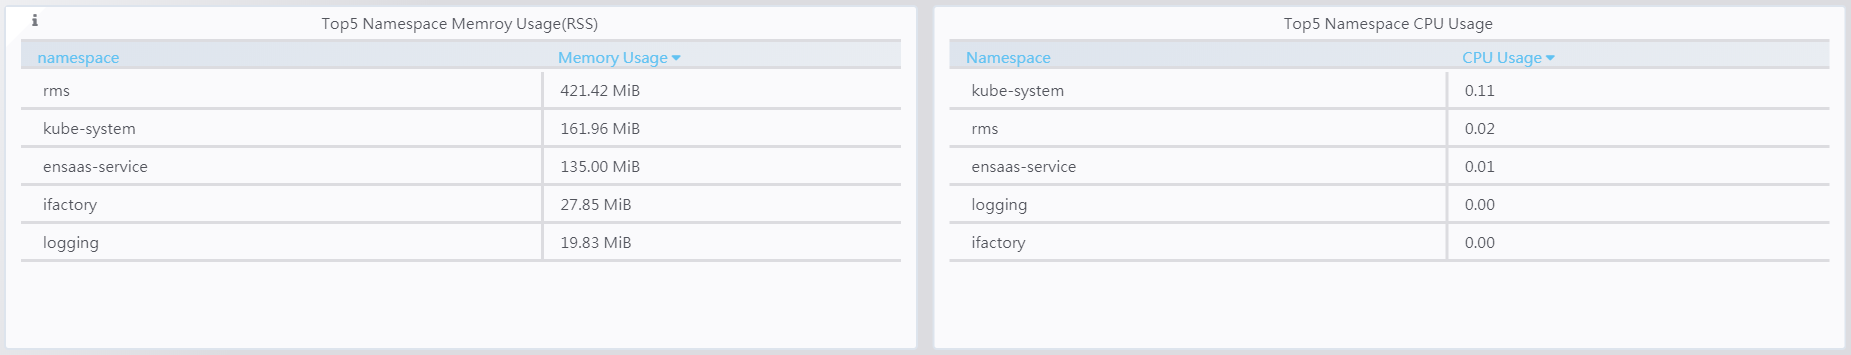 Top5 Namespace Memroy Usage(RSS)
namespace Memory Usage
rms 421.42 MiB
kube-system 161.96 MiB
ensaas-service 135.00 MiB
ifactory 27.85 MiB
logging 19.83 MiB
Top5 Namespace CPU Usage
Namespace CPU Usage
kube-system 0.11
rms 0.02
ensaas-service 0.01
logging 0.00
ifactory 0.00